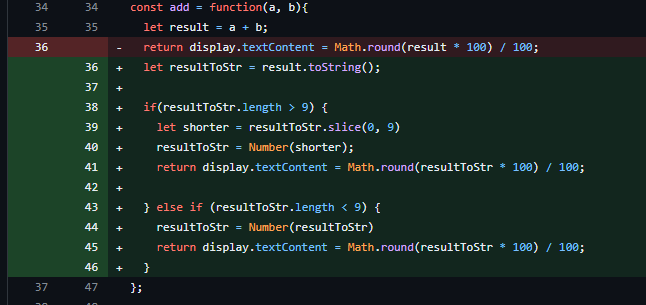 34 34 const add = function(a, b){
35 35 let result = a + b;
36 - return display.textContent = Math.round(result * 100) / 100;
36 + let resultToStr = result.toString();
37 +
38 + if(resultToStr.length > 9) {
39 + let shorter = resultToStr.slice(0, 9)
40 + resultToStr = Number(shorter);
41 + return display.textContent = Math.round(resultToStr * 100) / 100;
42 +
43 + } else if (resultToStr.length < 9) {
44 + resultToStr = Number(resultToStr)
45 + return display.textContent = Math.round(resultToStr * 100) / 100;
46 + }
37 47 };